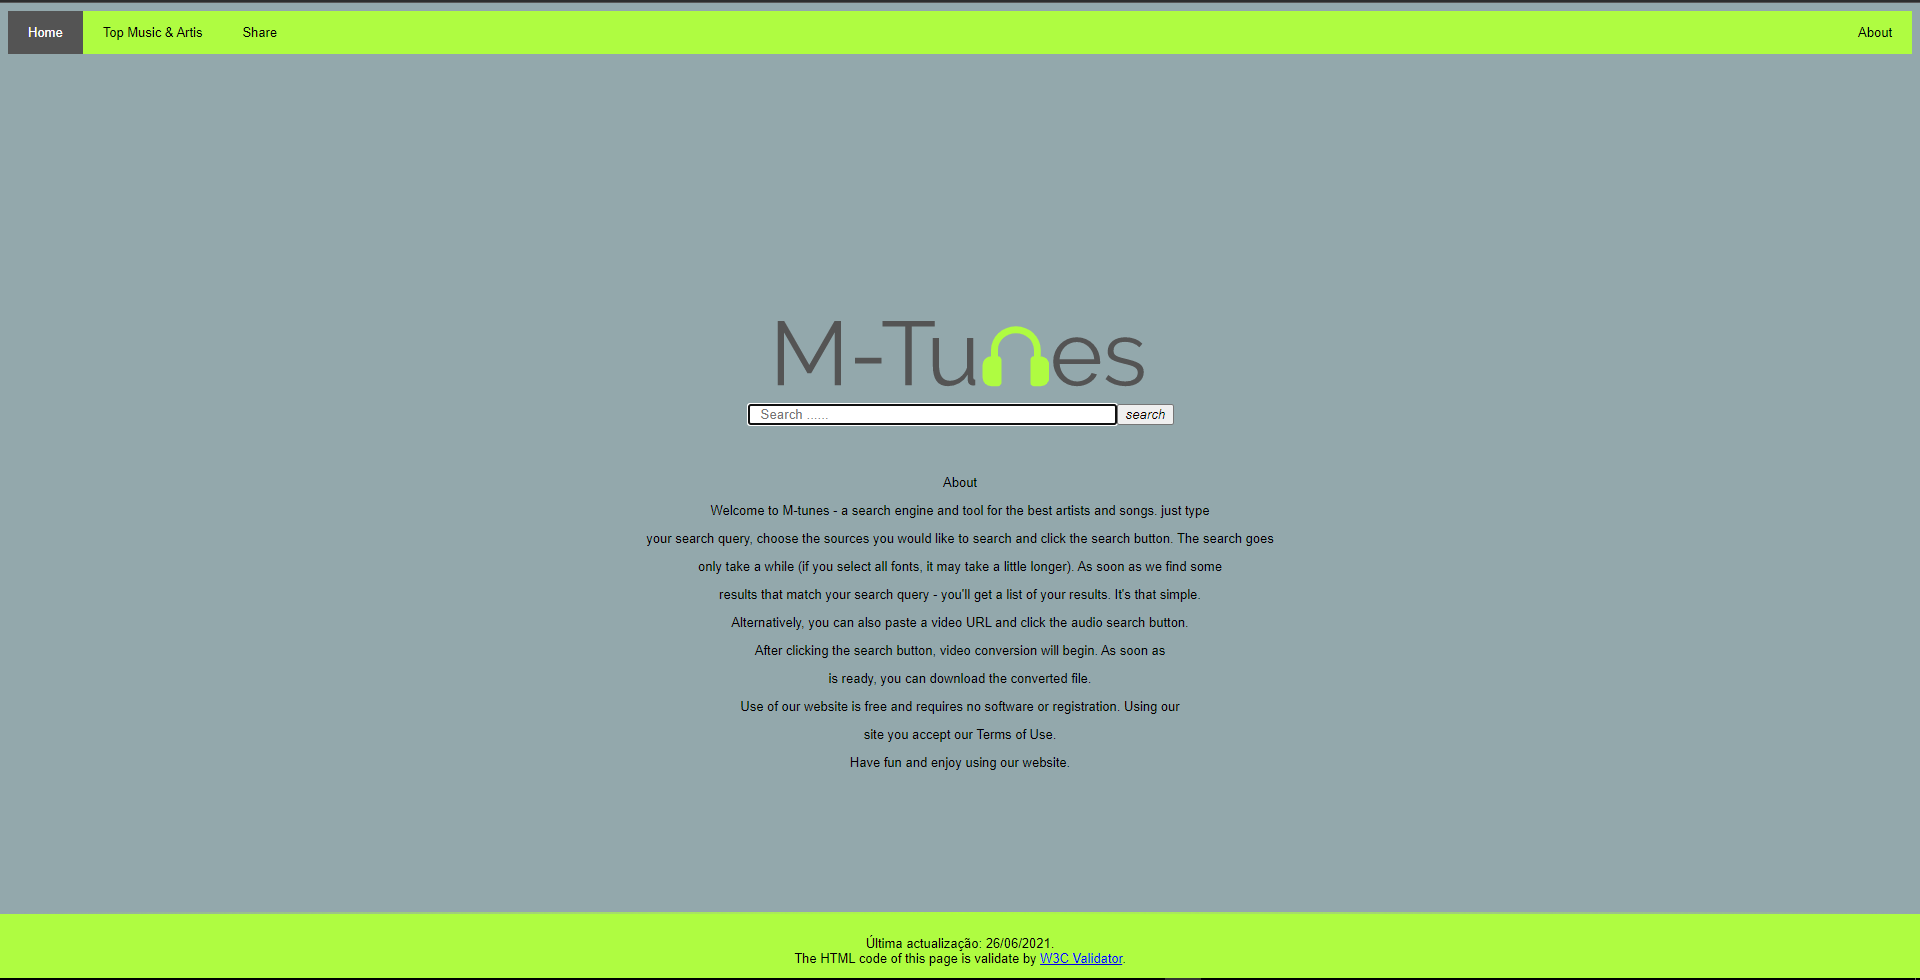 Home
Top Music & Artis
Share
About
M-Tunes
Search ......
search
About
Welcome to M-tunes - a search engine and tool for the best artists and songs. just type
your search query, choose the sources you would like to search and click the search button. The search goes
only take a while (if you select all fonts, it may take a little longer). As soon as we find some
results that match your search query - you'll get a list of your results. It's that simple.
Alternatively, you can also paste a video URL and click the audio search button.
After clicking the search button, video conversion will begin. As soon as
is ready, you can download the converted file.
Use of our website is free and requires no software or registration. Using our
site you accept our Terms of Use.
Have fun and enjoy using our website.
Última actualização: 26/06/2021.
The HTML code of this page is validate by W3C Validator.